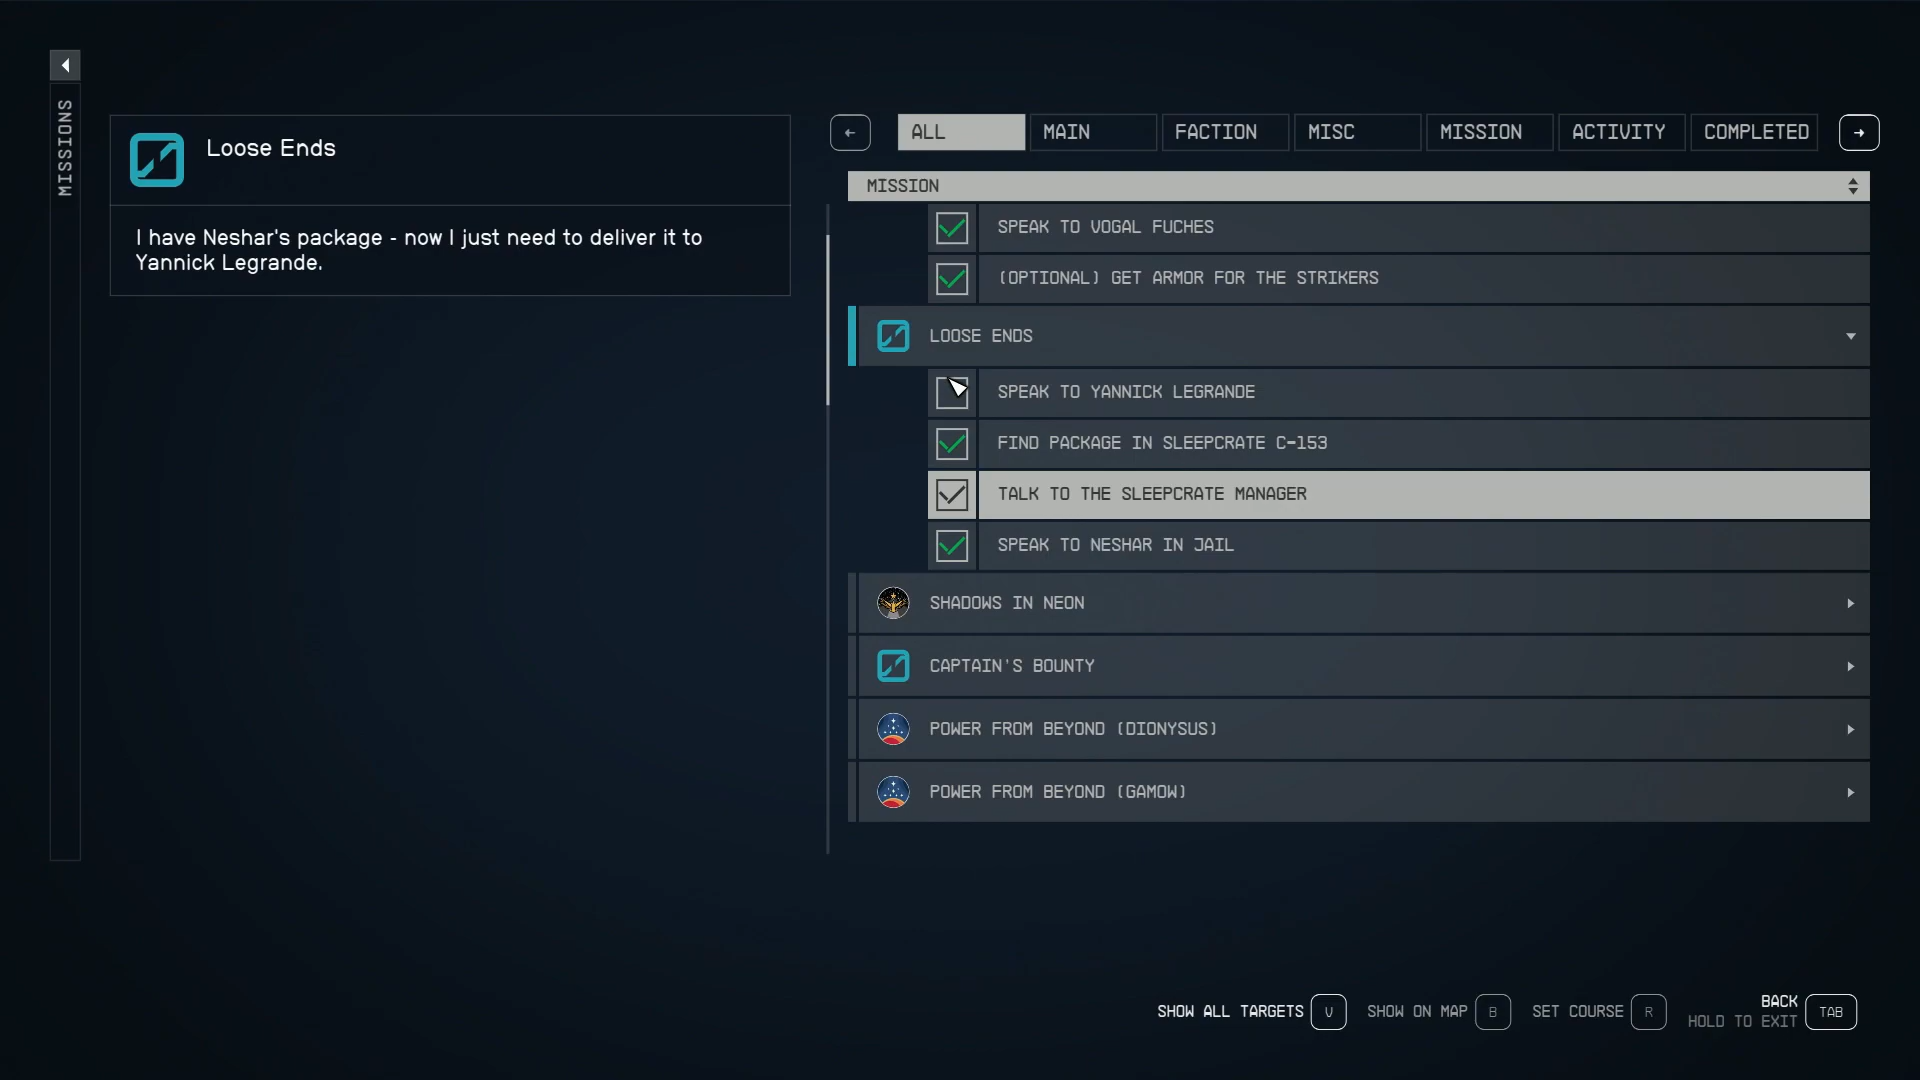 MISSIONS
Loose Ends
I have Neshar's package - now I just need to deliver it to
Yannick Legrande.
ALL
MAIN
FACTION
MISC
MISSION
ACTIVITY
COMPLETED
MISSION
SPEAK TO VOGAL FUCHES
(OPTIONAL) GET ARMOR FOR THE STRIKERS
LOOSE ENDS
SPEAK TO YANNICK LEGRANDE
FIND PACKAGE IN SLEEPCRATE C-153
TALK TO THE SLEEPCRATE MANAGER
SPEAK TO NESHAR IN JAIL
SHADOWS IN NEON
CAPTAIN'S BOUNTY
POWER FROM BEYOND (DIONYSUS)
POWER FROM BEYOND (GAMOW)
SHOW ALL TARGETS V
SHOW ON MAP B
SET COURSE R
BACK
HOLD TO EXIT
TAB